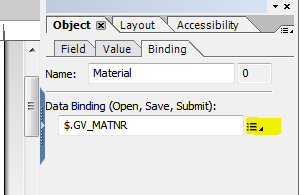 Object Layout Accessibility
Field Value Binding
Name: Material 0
Data Binding (Open, Save, Submit):
$.GV_MATNR